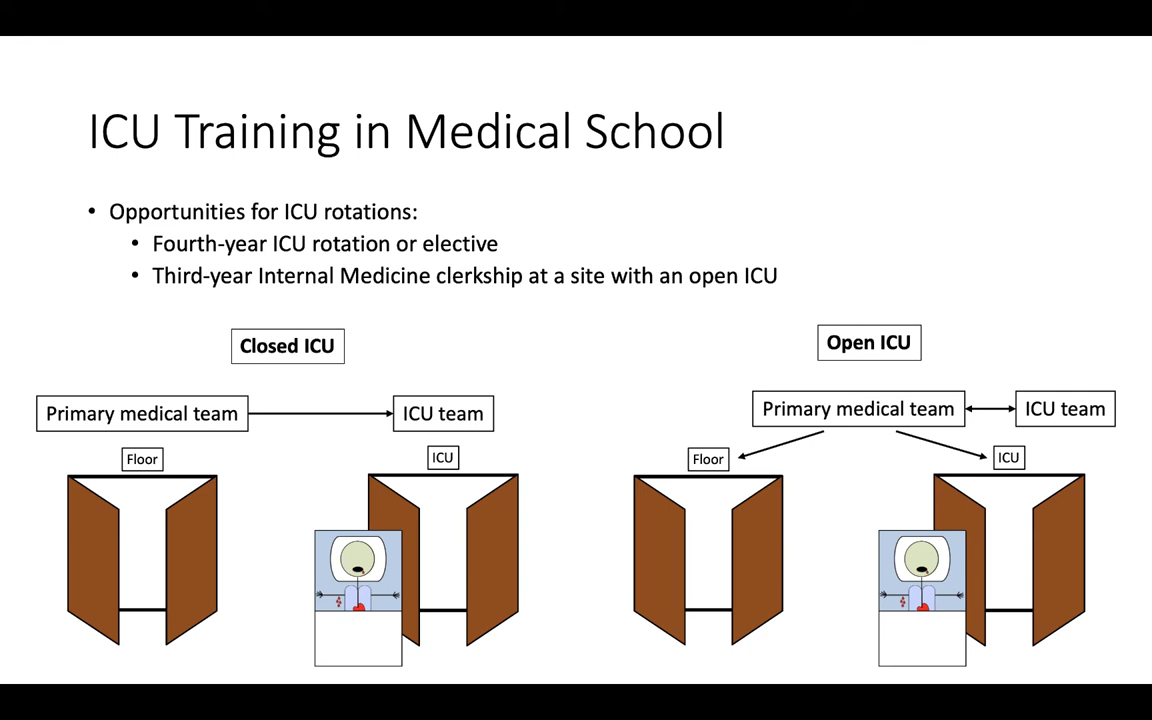 ICU Training in Medical School
• Opportunities for ICU rotations:
• Fourth-year ICU rotation or elective
• Third-year Internal Medicine clerkship at a site with an open ICU
Closed ICU
Primary medical team
ICU team
Floor
ICU
Open ICU
Primary medical team
ICU team
Floor
ICU